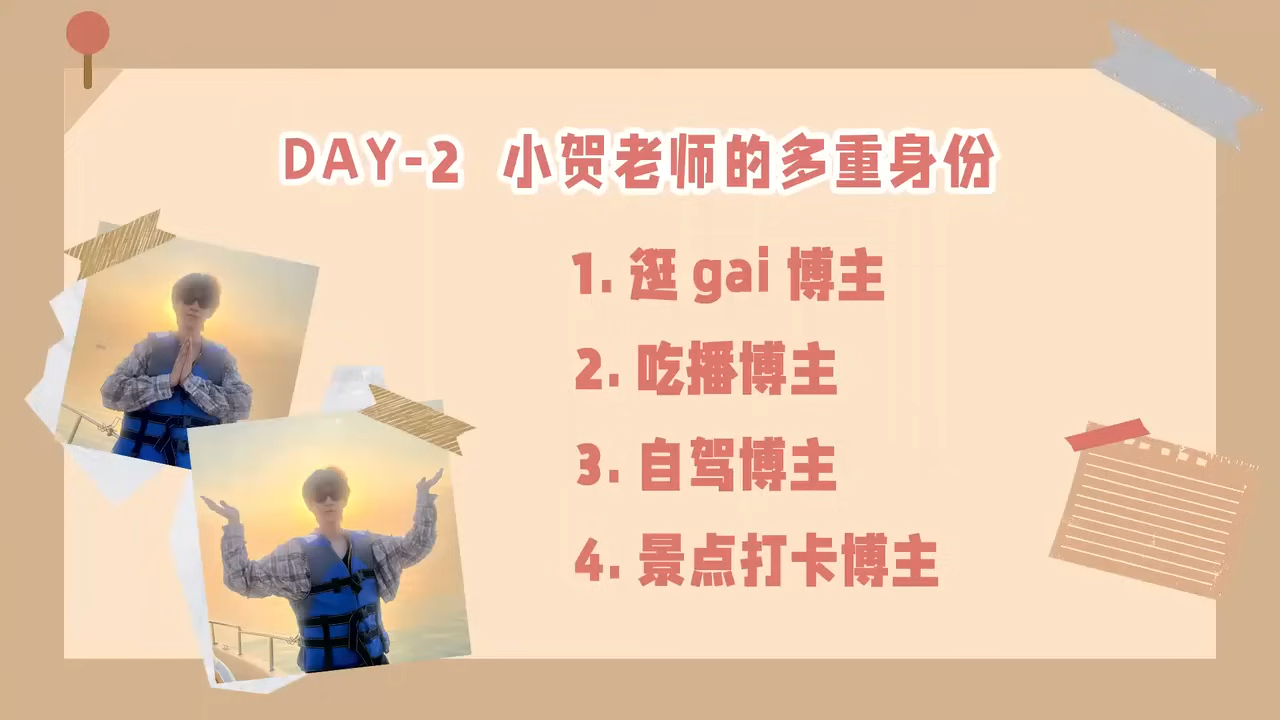 DAY-2 小贺老师的多重身份
1. 逛 gai 博主
2. 吃播博主
3. 自驾博主
4. 景点打卡博主